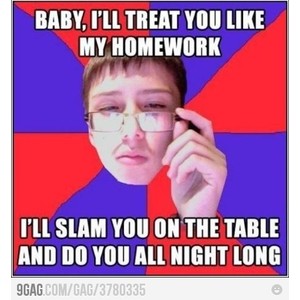 BABY, I'LL TREAT YOU LIKE
MY HOMEWORK
I'LL SLAM YOU ON THE TABLE
AND DO YOU ALL NIGHT LONG
9GAG.COM/GAG/3780335